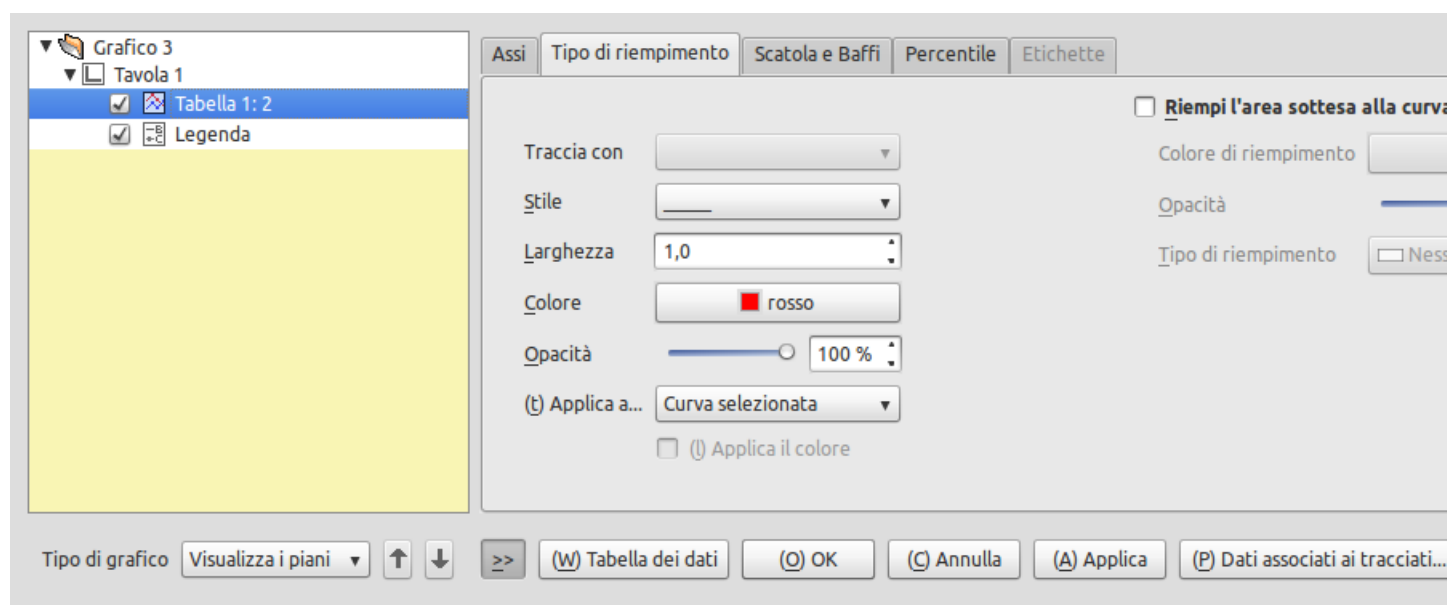 Grafico 3
Tavola 1
Tabella 1: 2
Legenda
Assi Tipo di riempimento Scatola e Baffi Percentile Etichette
Riempi l'area sottesa alla curva
Traccia con
Colore di riempimento
Stile
Opacità
Larghezza 1,0
Tipo di riempimento Ness
Colore rosso
Opacità 100 %
(t) Applica a... Curva selezionata
(l) Applica il colore
Tipo di grafico Visualizza i piani >> (W) Tabella dei dati (O) OK (C) Annulla (A) Applica (P) Dati associati ai tracciati...